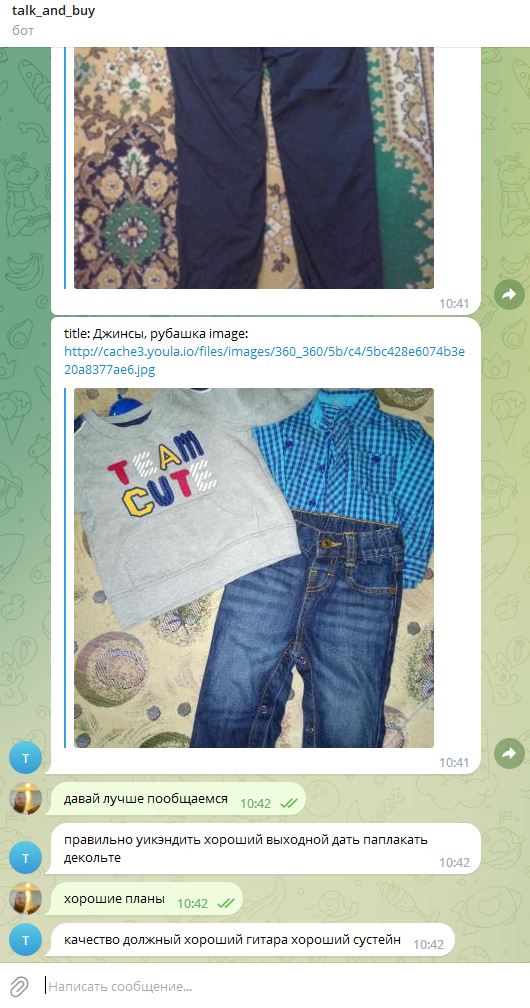 talk_and_buy
бот
10:41
title: Джинсы, рубашка image:
http://cache3.youla.io/files/images/360_360/5b/c4/5bc428e6074b3e
20a8377ae6.jpg
TEAM
CUTE
Т
10:41
давай лучше пообщаемся 10:42
правильно уикэндить хороший выходной дать паплакать
декольте
Т
10:42
хорошие планы 10:42
Т
качество должный хороший гитара хороший сустейн 10:42
Написать сообщение...